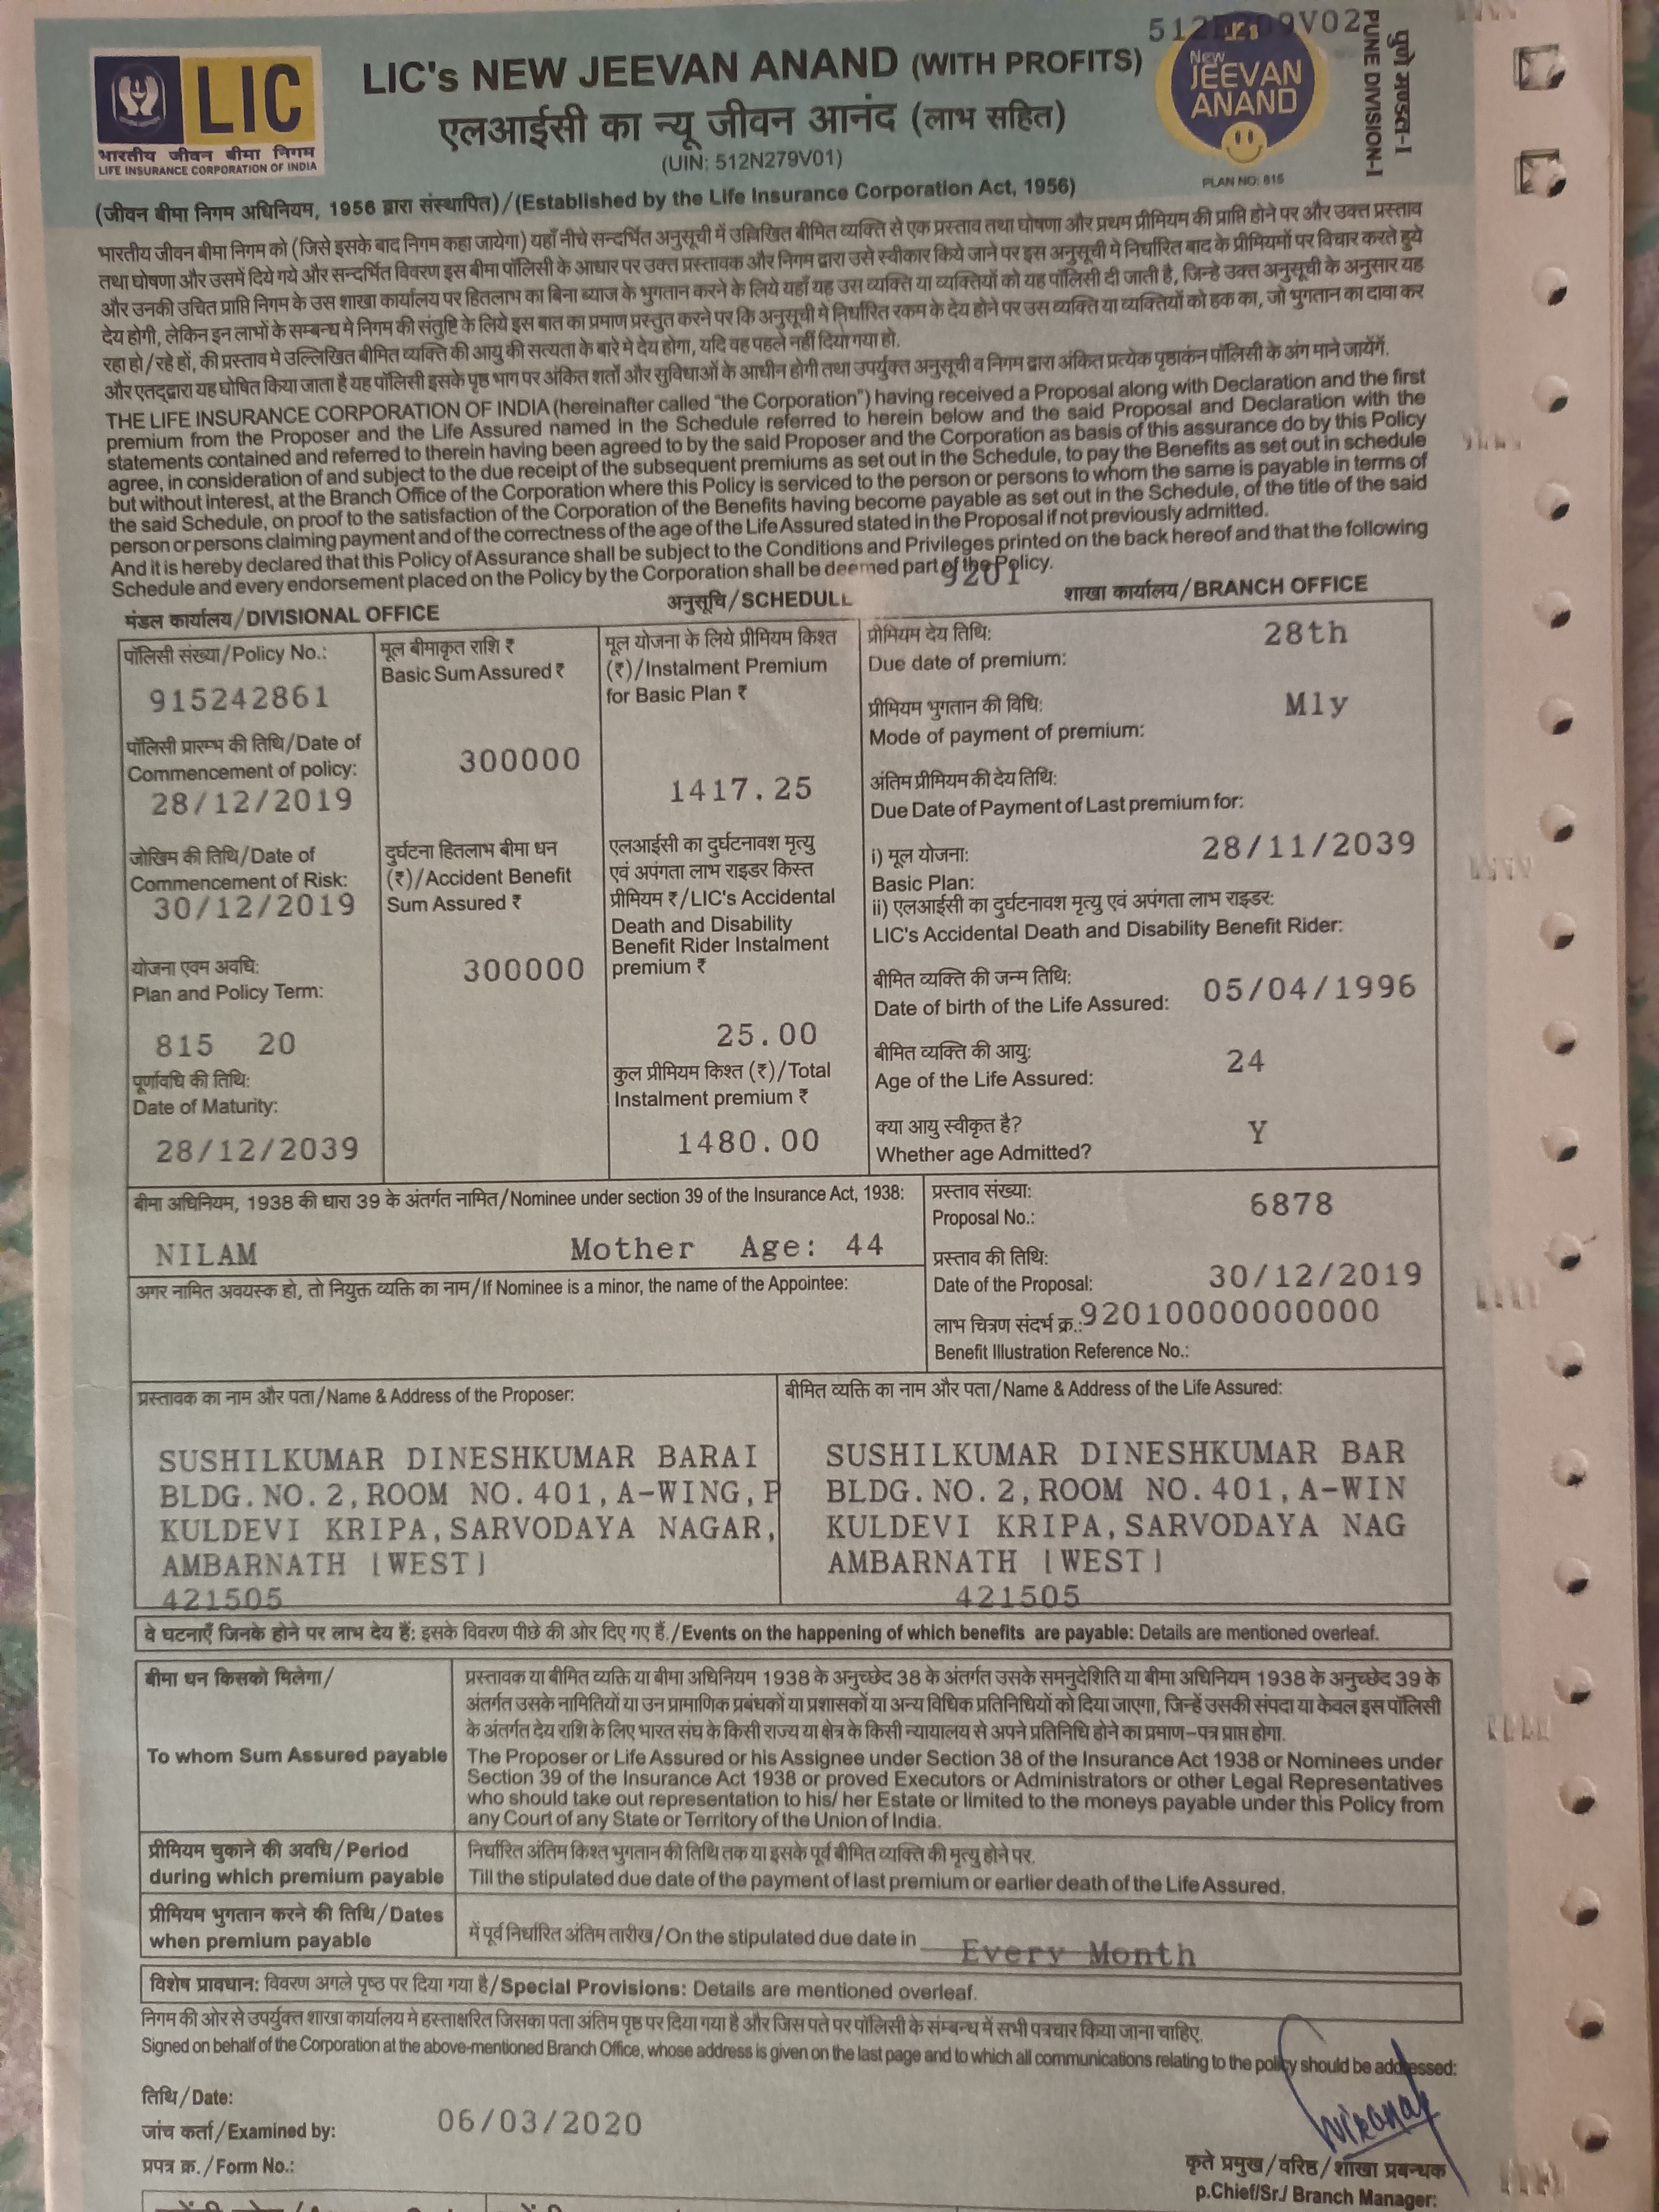 512 09V02
New
JEEVAN
ANAND
PLAN NO: 815
पुणे मण्डल-I
PUNE DIVISION-I
LIC
भारतीय जीवन बीमा निगम
LIFE INSURANCE CORPORATION OF INDIA
LIC's NEW JEEVAN ANAND (WITH PROFITS)
एलआईसी का न्यू जीवन आनंद (लाभ सहित)
(UIN: 512N279V01)
(जीवन बीमा निगम अधिनियम, 1956 द्वारा संस्थापित)/(Established by the Life Insurance Corporation Act, 1956)
भारतीय जीवन बीमा निगम को (जिसे इसके बाद निगम कहा जायेगा) यहाँ नीचे सन्दर्भित अनुसूची में उल्लिखित बीमित व्यक्ति से एक प्रस्ताव तथा घोषणा और प्रथम प्रीमियम की प्राप्ति होने पर और उक्त प्रस्ताव
तथा घोषणा और उसमें दिये गये और सन्दर्भित विवरण इस बीमा पॉलिसी के आधार पर उक्त प्रस्तावक और निगम द्वारा उसे स्वीकार किये जाने पर इस अनुसूची मे निर्धारित बाद के प्रीमियमों पर विचार करते हुये
और उनकी उचित प्राप्ति निगम के उस शाखा कार्यालय पर हितलाभ का बिना ब्याज के भुगतान करने के लिये यहाँ यह उस व्यक्ति या व्यक्तियों को यह पॉलिसी दी जाती है, जिन्हे उक्त अनुसूची के अनुसार यह
देय होगी, लेकिन इन लाभों के सम्बन्ध मे निगम की संतुष्टि के लिये इस बात का प्रमाण प्रस्तुत करने पर कि अनुसूची मे निर्धारित रकम के देय होने पर उस व्यक्ति या व्यक्तियों को हक का, जो भुगतान का दावा कर
रहा हो/रहे हों, की प्रस्ताव मे उल्लिखित बीमित व्यक्ति की आयु की सत्यता के बारे मे देय होगा, यदि वह पहले नहीं दिया गया हो.
और एतद्द्वारा यह घोषित किया जाता है यह पॉलिसी इसके पृष्ठ भाग पर अंकित शर्तों और सुविधाओं के आधीन होगी तथा उपर्युक्त अनुसूची व निगम द्वारा अंकित प्रत्येक पृष्ठाकंन पॉलिसी के अंग माने जायेंगें.
THE LIFE INSURANCE CORPORATION OF INDIA (hereinafter called "the Corporation") having received a Proposal along with Declaration and the first
premium from the Proposer and the Life Assured named in the Schedule referred to herein below and the said Proposal and Declaration with the
statements contained and referred to therein having been agreed to by the said Proposer and the Corporation as basis of this assurance do by this Policy
agree, in consideration of and subject to the due receipt of the subsequent premiums as set out in the Schedule, to pay the Benefits as set out in schedule
but without interest, at the Branch Office of the Corporation where this Policy is serviced to the person or persons to whom the same is payable in terms of
the said Schedule, on proof to the satisfaction of the Corporation of the Benefits having become payable as set out in the Schedule, of the title of the said
person or persons claiming payment and of the correctness of the age of the Life Assured stated in the Proposal if not previously admitted.
And it is hereby declared that this Policy of Assurance shall be subject to the Conditions and Privileges printed on the back hereof and that the following
Schedule and every endorsement placed on the Policy by the Corporation shall be deemed part of the Policy.
9201
मंडल कार्यालय/DIVISIONAL OFFICE
अनुसूचि/SCHEDULE
शाखा कार्यालय/BRANCH OFFICE
पॉलिसी संख्या/Policy No.:
915242861
पॉलिसी प्रारम्भ की तिथि/Date of
Commencement of policy:
28/12/2019
जोखिम की तिथि/Date of
Commencement of Risk:
30/12/2019
योजना एवम अवधि:
Plan and Policy Term:
815 20
पूर्णावधि की तिथि:
Date of Maturity:
28/12/2039
मूल बीमाकृत राशि ₹
Basic Sum Assured ₹
300000
दुर्घटना हितलाभ बीमा धन
(₹)/Accident Benefit
Sum Assured ₹
300000
मूल योजना के लिये प्रीमियम किश्त
(₹)/Instalment Premium
for Basic Plan ₹
1417.25
एलआईसी का दुर्घटनावश मृत्यु
एवं अपंगता लाभ राइडर किस्त
प्रीमियम ₹/LIC's Accidental
Death and Disability
Benefit Rider Instalment
premium ₹
25.00
कुल प्रीमियम किश्त (₹)/Total
Instalment premium ₹
1480.00
प्रीमियम देय तिथि:
28th
Due date of premium:
प्रीमियम भुगतान की विधि:
Mly
Mode of payment of premium:
अंतिम प्रीमियम की देय तिथि:
Due Date of Payment of Last premium for:
i) मूल योजना:
28/11/2039
Basic Plan:
ii) एलआईसी का दुर्घटनावश मृत्यु एवं अपंगता लाभ राइडर:
LIC's Accidental Death and Disability Benefit Rider:
बीमित व्यक्ति की जन्म तिथि:
Date of birth of the Life Assured: 05/04/1996
बीमित व्यक्ति की आयु:
24
Age of the Life Assured:
क्या आयु स्वीकृत है?
Y
Whether age Admitted?
बीमा अधिनियम, 1938 की धारा 39 के अंतर्गत नामित/Nominee under section 39 of the Insurance Act, 1938:
NILAM Mother Age: 44
अगर नामित अवयस्क हो, तो नियुक्त व्यक्ति का नाम/If Nominee is a minor, the name of the Appointee:
प्रस्ताव संख्या:
6878
Proposal No.:
प्रस्ताव की तिथि:
Date of the Proposal: 30/12/2019
लाभ चित्रण संदर्भ क्र.:92010000000000
Benefit Illustration Reference No.:
प्रस्तावक का नाम और पता/Name & Address of the Proposer:
SUSHILKUMAR DINESHKUMAR BARAI
BLDG.NO.2,ROOM NO.401,A-WING,P
KULDEVI KRIPA,SARVODAYA NAGAR,
AMBARNATH [WEST]
421505
बीमित व्यक्ति का नाम और पता/Name & Address of the Life Assured:
SUSHILKUMAR DINESHKUMAR BAR
BLDG.NO.2,ROOM NO.401,A-WIN
KULDEVI KRIPA,SARVODAYA NAG
AMBARNATH [WEST]
421505
वे घटनाएँ जिनके होने पर लाभ देय हैं: इसके विवरण पीछे की ओर दिए गए हैं./Events on the happening of which benefits are payable: Details are mentioned overleaf.
बीमा धन किसको मिलेगा/
To whom Sum Assured payable
प्रस्तावक या बीमित व्यक्ति या बीमा अधिनियम 1938 के अनुच्छेद 38 के अंतर्गत उसके समनुदेशिति या बीमा अधिनियम 1938 के अनुच्छेद 39 के
अंतर्गत उसके नामितियों या उन प्रामाणिक प्रबंधकों या प्रशासकों या अन्य विधिक प्रतिनिधियों को दिया जाएगा, जिन्हें उसकी संपदा या केवल इस पॉलिसी
के अंतर्गत देय राशि के लिए भारत संघ के किसी राज्य या क्षेत्र के किसी न्यायालय से अपने प्रतिनिधि होने का प्रमाण-पत्र प्राप्त होगा.
The Proposer or Life Assured or his Assignee under Section 38 of the Insurance Act 1938 or Nominees under
Section 39 of the Insurance Act 1938 or proved Executors or Administrators or other Legal Representatives
who should take out representation to his/ her Estate or limited to the moneys payable under this Policy from
any Court of any State or Territory of the Union of India.
प्रीमियम चुकाने की अवधि/Period
during which premium payable
निर्धारित अंतिम किश्त भुगतान की तिथि तक या इसके पूर्व बीमित व्यक्ति की मृत्यु होने पर.
Till the stipulated due date of the payment of last premium or earlier death of the Life Assured.
प्रीमियम भुगतान करने की तिथि/Dates
when premium payable
में पूर्व निर्धारित अंतिम तारीख/On the stipulated due date in Every Month
विशेष प्रावधान: विवरण अगले पृष्ठ पर दिया गया है/Special Provisions: Details are mentioned overleaf.
निगम की ओर से उपर्युक्त शाखा कार्यालय मे हस्ताक्षरित जिसका पता अंतिम पृष्ठ पर दिया गया है और जिस पते पर पॉलिसी के सम्बन्ध में सभी पत्रचार किया जाना चाहिए.
Signed on behalf of the Corporation at the above-mentioned Branch Office, whose address is given on the last page and to which all communications relating to the policy should be addressed:
तिथि/Date:
06/03/2020
जांच कर्ता/Examined by:
प्रपत्र क्र./Form No.:
कृते प्रमुख/वरिष्ठ/शाखा प्रबन्धक
p.Chief/Sr./ Branch Manager: